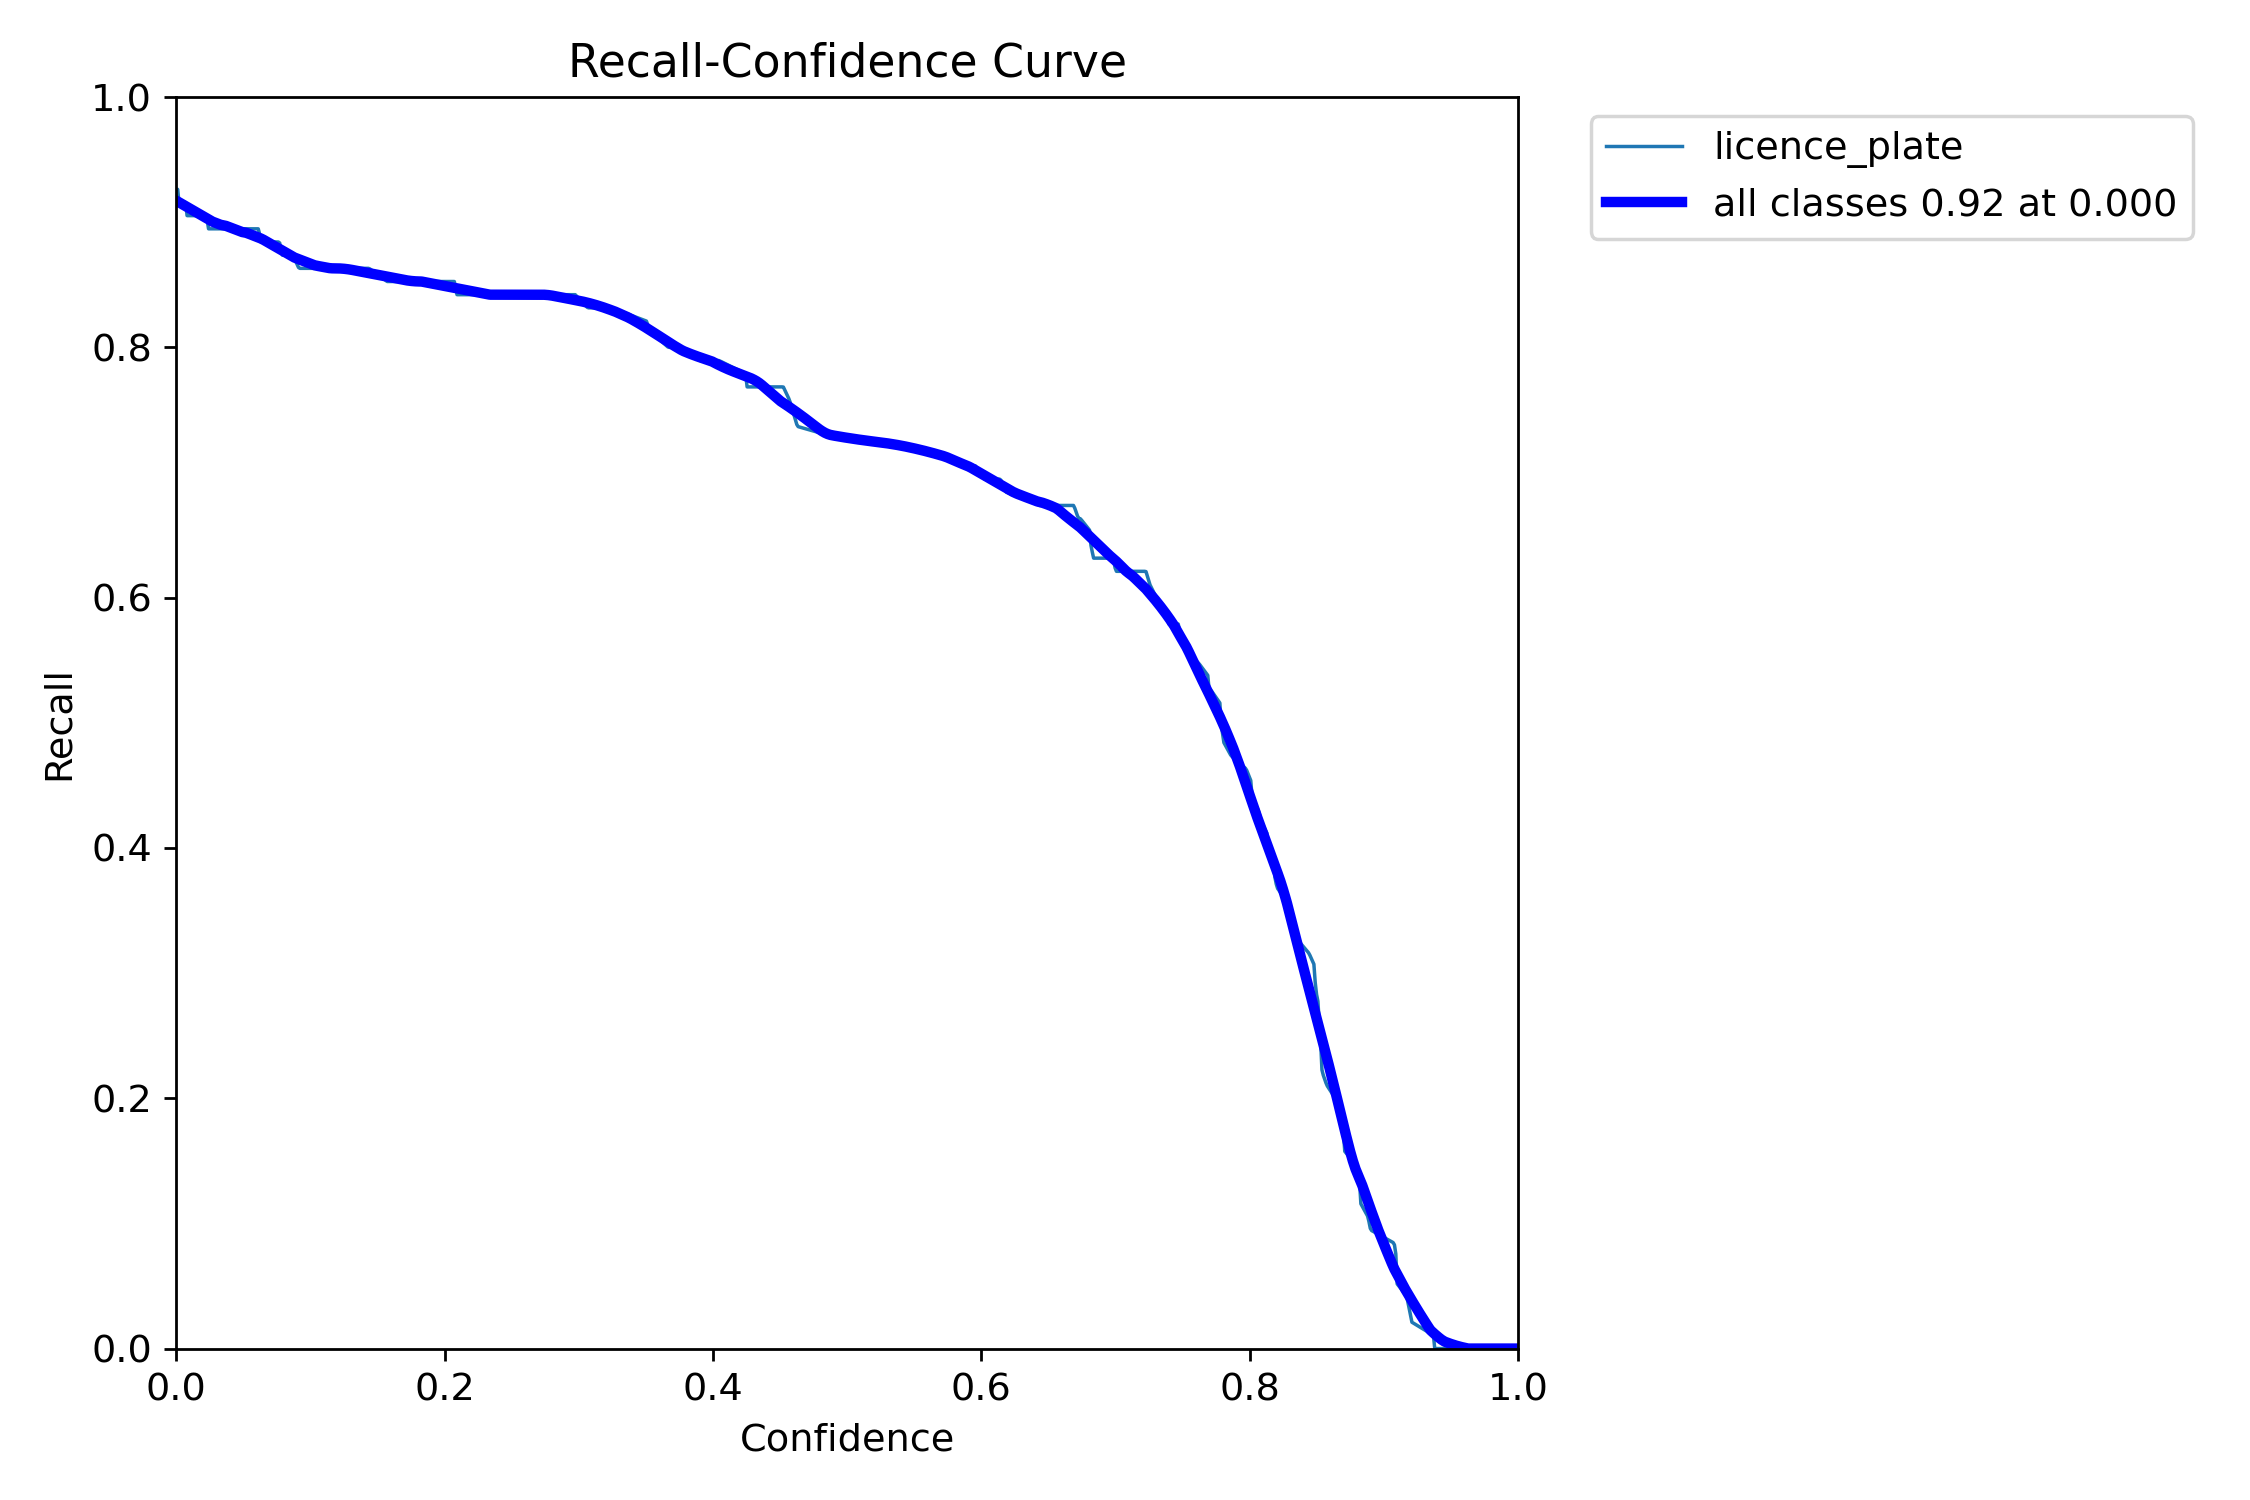 Recall-Confidence Curve
1.0
0.8
0.6
0.4
0.2
0.0
Recall
0.0 0.2 0.4 0.6 0.8 1.0
Confidence
licence_plate
all classes 0.92 at 0.000